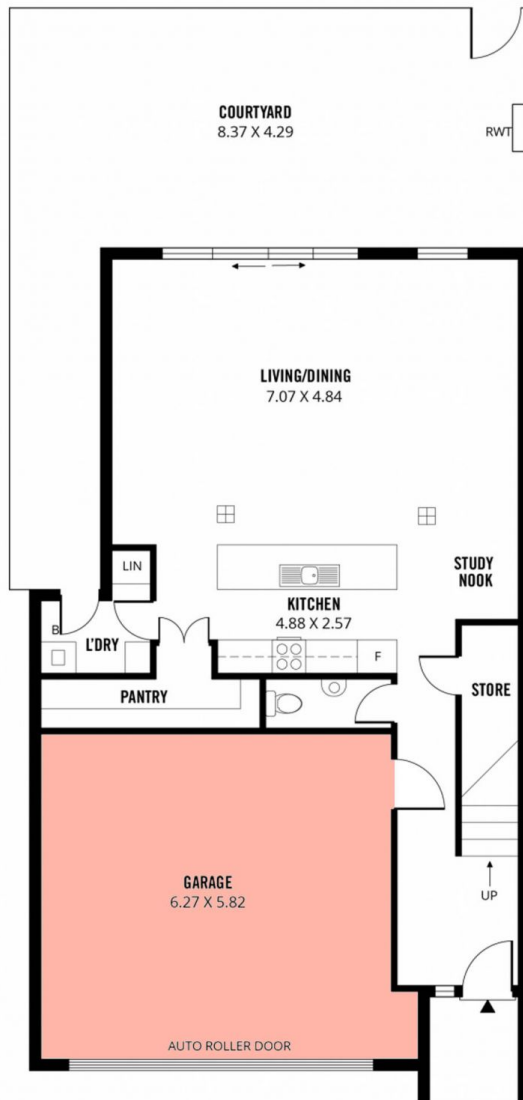 COURTYARD
8.37 X 4.29
RWT
LIVING/DINING
7.07 X 4.84
LIN
STUDY
NOOK
KITCHEN
4.88 X 2.57
B
L'DRY
F
PANTRY
STORE
GARAGE
6.27 X 5.82
UP
AUTO ROLLER DOOR